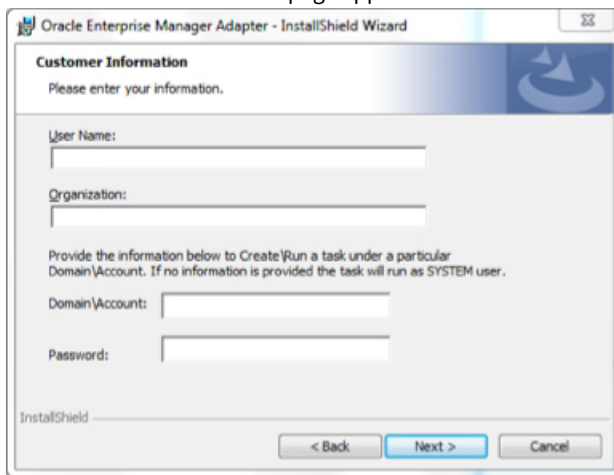 Oracle Enterprise Manager Adapter - InstallShield Wizard
Customer Information
Please enter your information.
User Name:
Organization:
Provide the information below to Create\Run a task under a particular
Domain\Account. If no information is provided the task will run as SYSTEM user.
Domain\Account:
Password:
InstallShield
< Back Next > Cancel